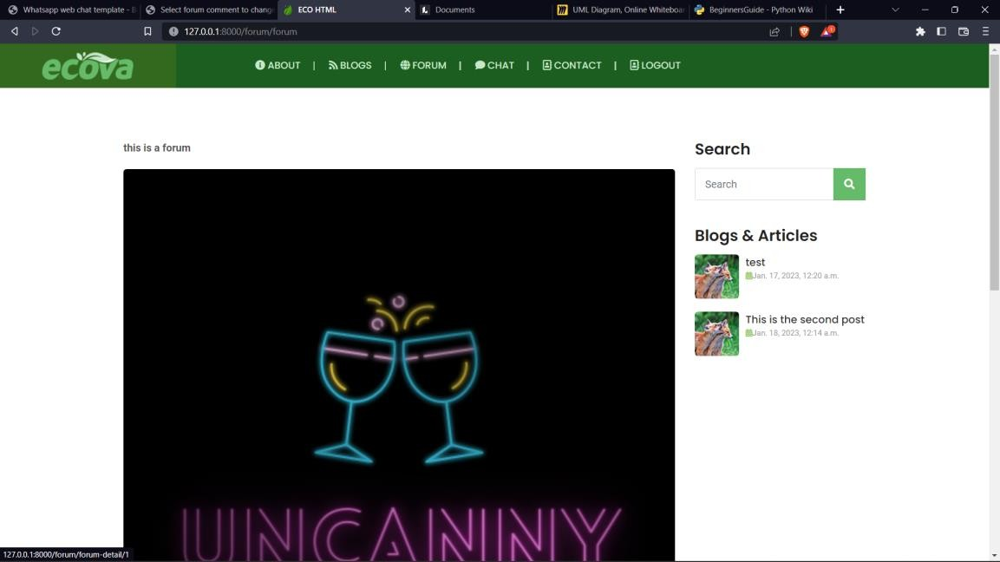 Whatsapp web chat template - B
Select forum comment to change
ECO HTML
Documents
UML Diagram, Online Whiteboar
BeginnersGuide - Python Wiki
127.0.0.1:8000/forum/forum
1
ecova
ABOUT | BLOGS | FORUM | CHAT | CONTACT | LOGOUT
this is a forum
Search
Search
Blogs & Articles
test
Jan. 17, 2023, 12:20 a.m.
This is the second post
Jan. 18, 2023, 12:14 a.m.
UNCANNY
127.0.0.1:8000/forum/forum-detail/1